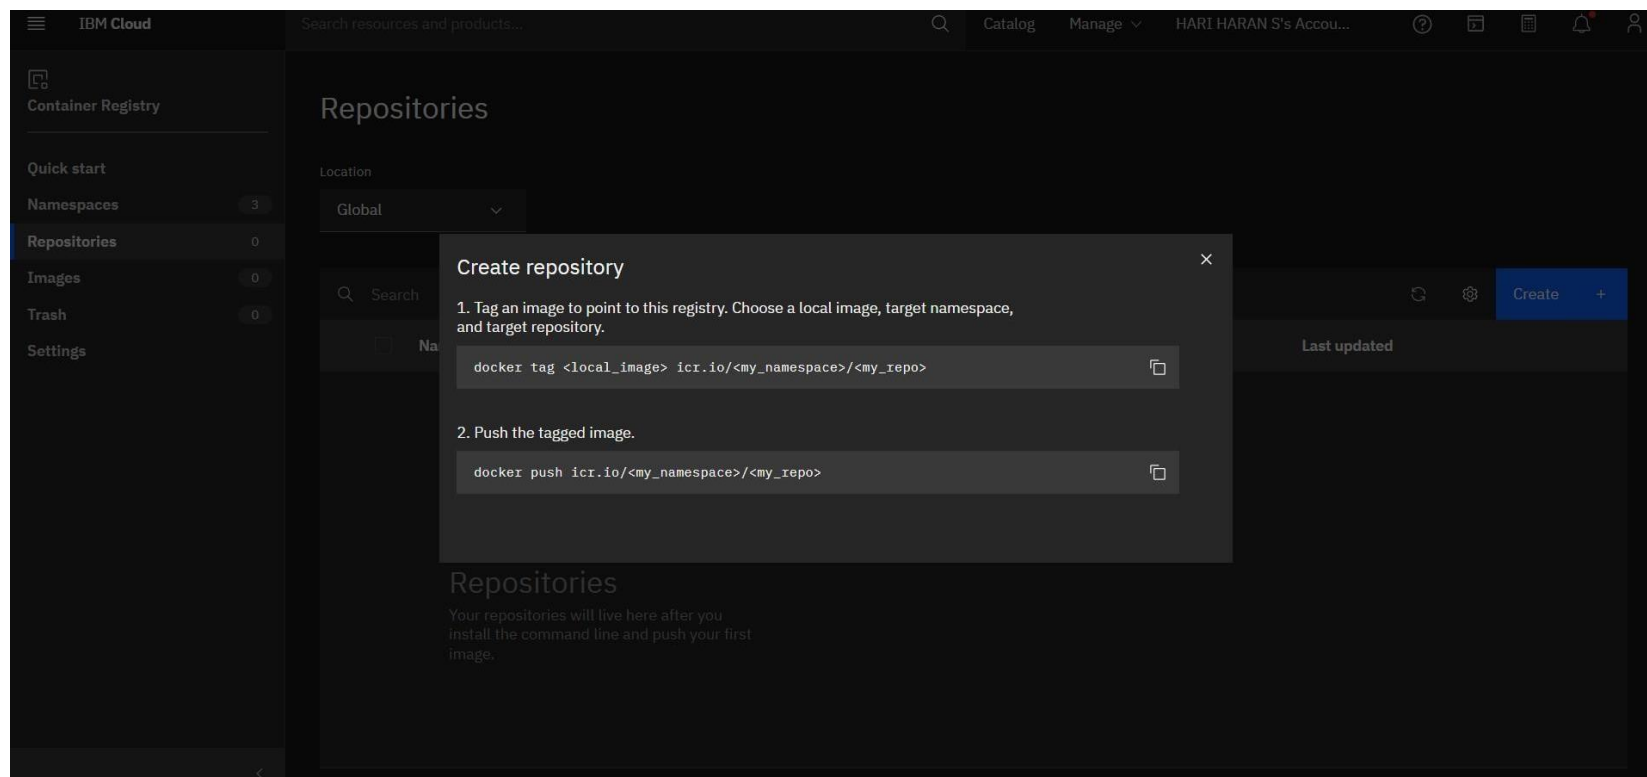 IBM Cloud
Search resources and products...
Catalog
Manage
HARI HARAN S's Accou...
Container Registry
Quick start
Namespaces 3
Repositories 0
Images 0
Trash 0
Settings
Repositories
Location
Global
Search
Create +
Na
Last updated
Create repository
1. Tag an image to point to this registry. Choose a local image, target namespace,
and target repository.
docker tag <local_image> icr.io/<my_namespace>/<my_repo>
2. Push the tagged image.
docker push icr.io/<my_namespace>/<my_repo>
Repositories
Your repositories will live here after you
install the command line and push your first
image.